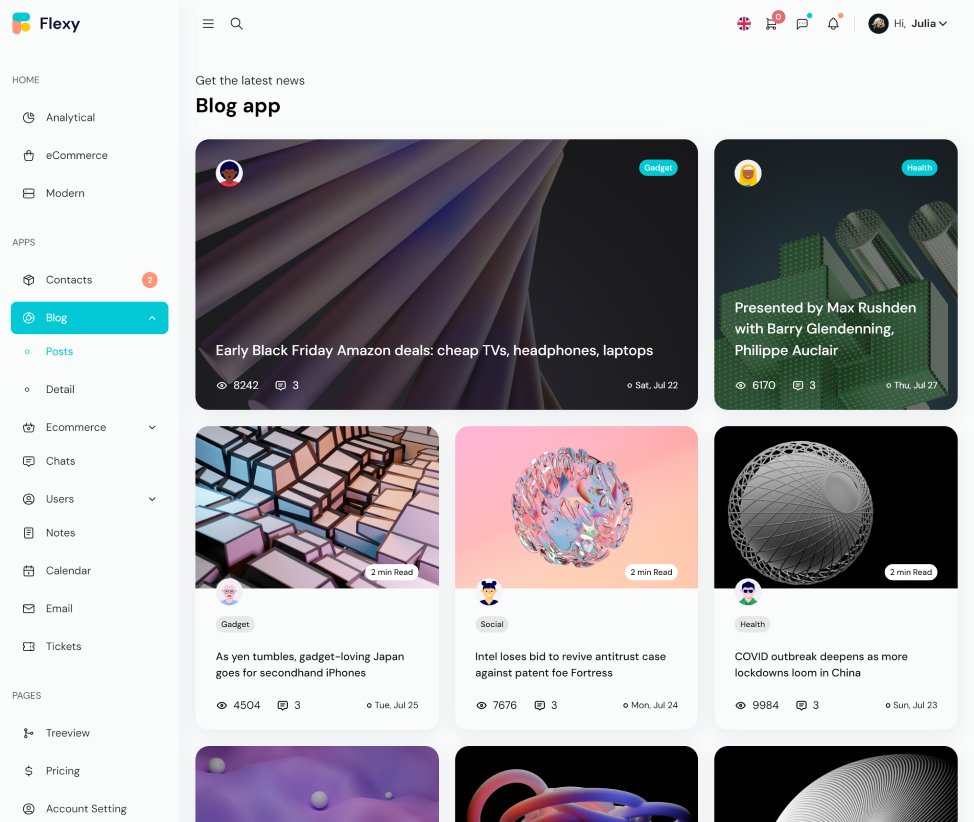 Flexy
0
Hi, Julia
HOME
Analytical
eCommerce
Modern
APPS
Contacts
2
Blog
Posts
Detail
Ecommerce
Chats
Users
Notes
Calendar
Email
Tickets
PAGES
Treeview
Pricing
Account Setting
Get the latest news
Blog app
Gadget
Early Black Friday Amazon deals: cheap TVs, headphones, laptops
8242 3 Sat, Jul 22
Health
Presented by Max Rushden
with Barry Glendenning,
Philippe Auclair
6170 3 Thu, Jul 27
2 min Read
Gadget
As yen tumbles, gadget-loving Japan
goes for secondhand iPhones
4504 3 Tue, Jul 25
2 min Read
Social
Intel loses bid to revive antitrust case
against patent foe Fortress
7676 3 Mon, Jul 24
2 min Read
Health
COVID outbreak deepens as more
lockdowns loom in China
9984 3 Sun, Jul 23